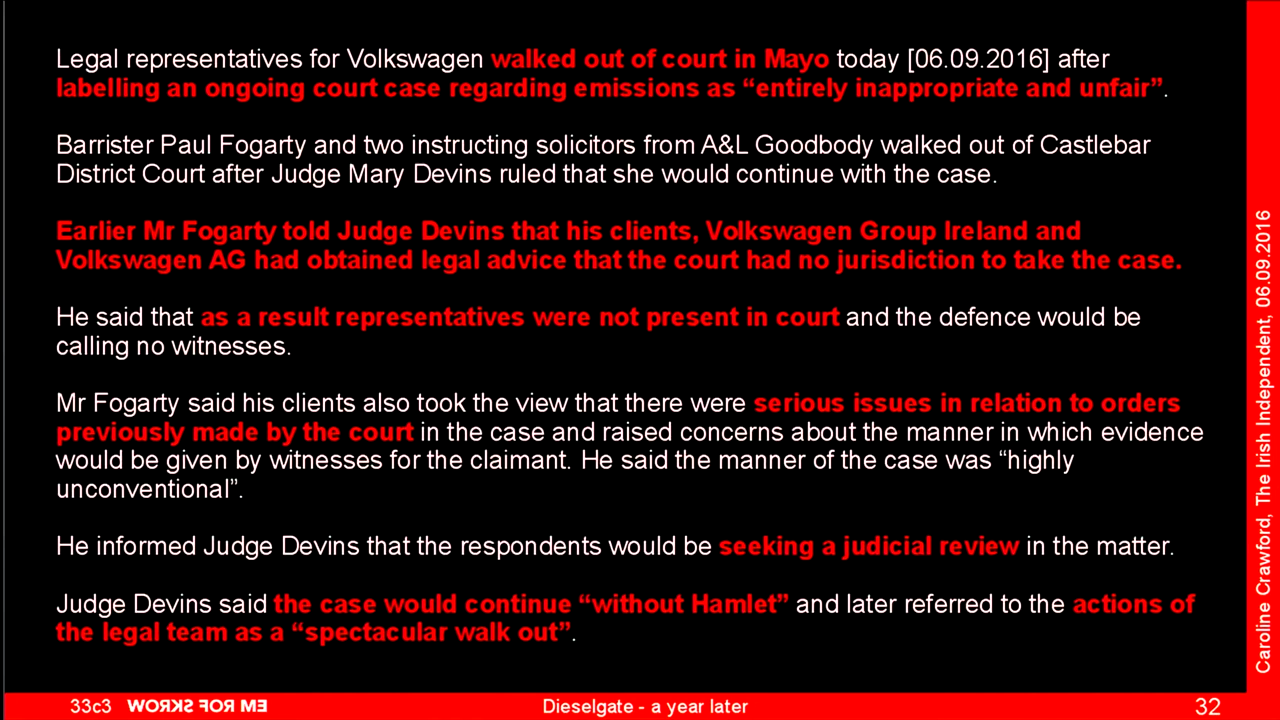 Legal representatives for Volkswagen walked out of court in Mayo today [06.09.2016] after
labelling an ongoing court case regarding emissions as “entirely inappropriate and unfair”.
Barrister Paul Fogarty and two instructing solicitors from A&L Goodbody walked out of Castlebar
District Court after Judge Mary Devins ruled that she would continue with the case.
Earlier Mr Fogarty told Judge Devins that his clients, Volkswagen Group Ireland and
Volkswagen AG had obtained legal advice that the court had no jurisdiction to take the case.
He said that as a result representatives were not present in court and the defence would be
calling no witnesses.
Mr Fogarty said his clients also took the view that there were serious issues in relation to orders
previously made by the court in the case and raised concerns about the manner in which evidence
would be given by witnesses for the claimant. He said the manner of the case was “highly
unconventional”.
He informed Judge Devins that the respondents would be seeking a judicial review in the matter.
Judge Devins said the case would continue “without Hamlet” and later referred to the actions of
the legal team as a “spectacular walk out”.
Caroline Crawford, The Irish Independent, 06.09.2016
33c3 WORKS FOR ME
Dieselgate - a year later
32